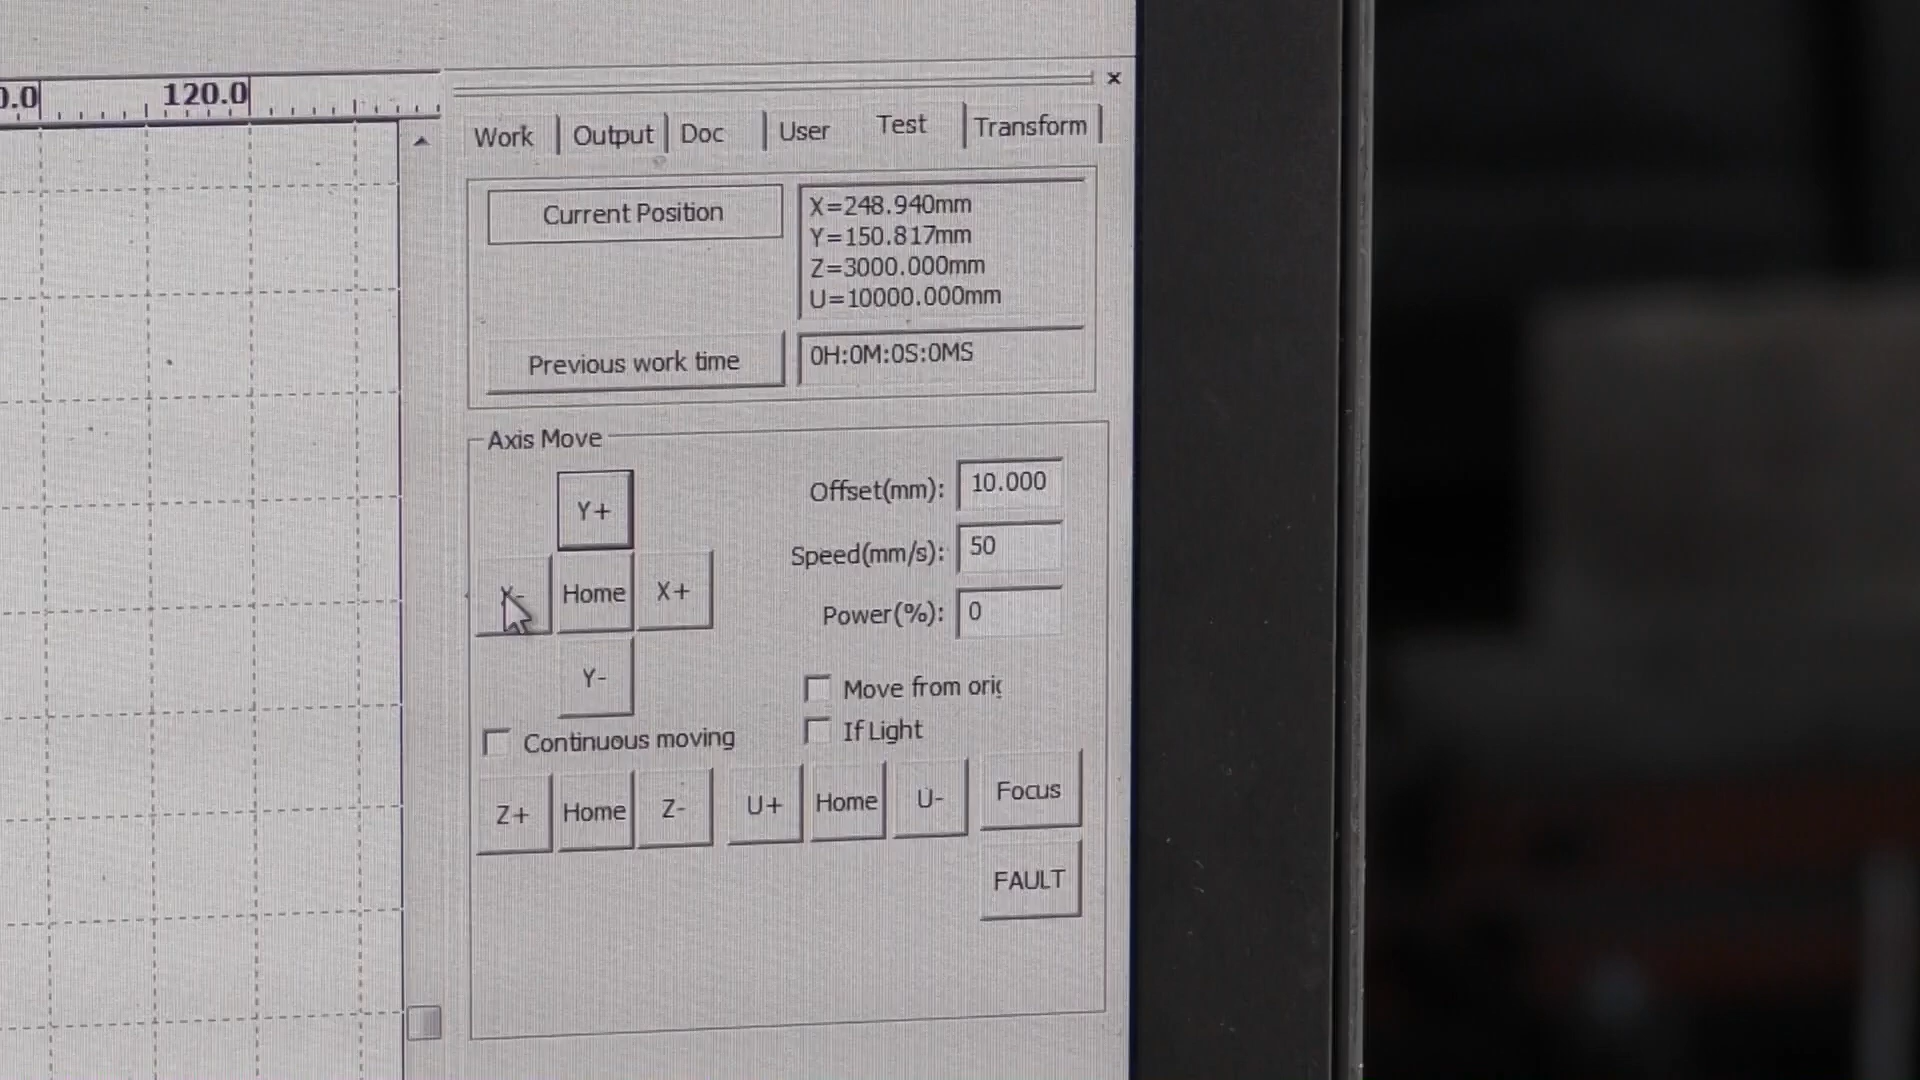 0.0 120.0
×
Work Output Doc User Test Transform
Current Position
X=248.940mm
Y=150.817mm
Z=3000.000mm
U=10000.000mm
Previous work time 0H:0M:0S:0MS
Axis Move
Y+
Offset(mm): 10.000
Speed(mm/s): 50
X- Home X+
Power(%): 0
Y-
Move from orig
If Light
Continuous moving
Z+ Home Z- U+ Home U- Focus
FAULT